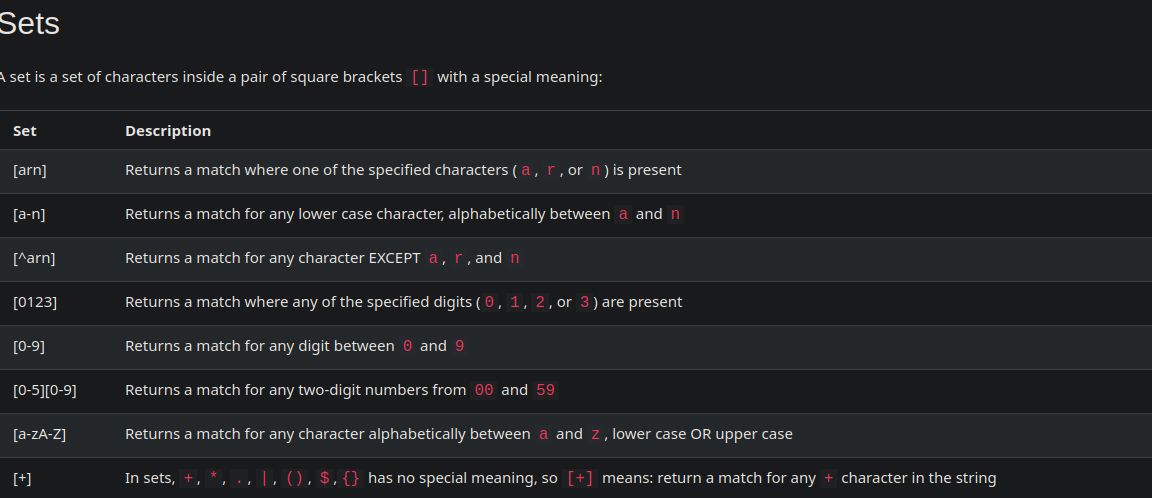 Sets
A set is a set of characters inside a pair of square brackets [] with a special meaning:
Set Description
[arn] Returns a match where one of the specified characters ( a , r , or n ) is present
[a-n] Returns a match for any lower case character, alphabetically between a and n
[^arn] Returns a match for any character EXCEPT a , r , and n
[0123] Returns a match where any of the specified digits ( 0 , 1 , 2 , or 3 ) are present
[0-9] Returns a match for any digit between 0 and 9
[0-5][0-9] Returns a match for any two-digit numbers from 00 and 59
[a-zA-Z] Returns a match for any character alphabetically between a and z , lower case OR upper case
[+] In sets, + , * , . , | , () , $ , {} has no special meaning, so [+] means: return a match for any + character in the string